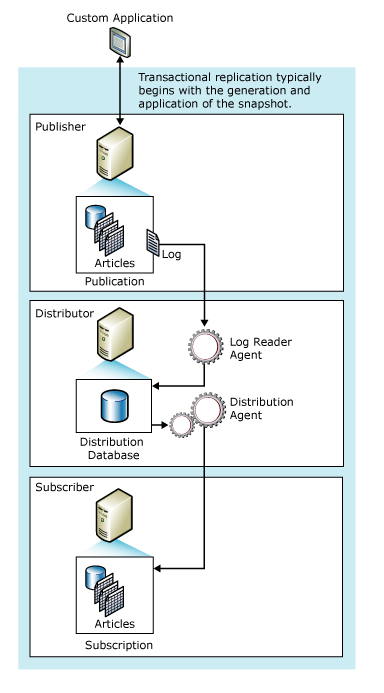 Custom Application
Transactional replication typically
begins with the generation and
application of the snapshot.
Publisher
Articles
Log
Publication
Distributor
Log Reader
Agent
Distribution
Agent
Distribution
Database
Subscriber
Articles
Subscription